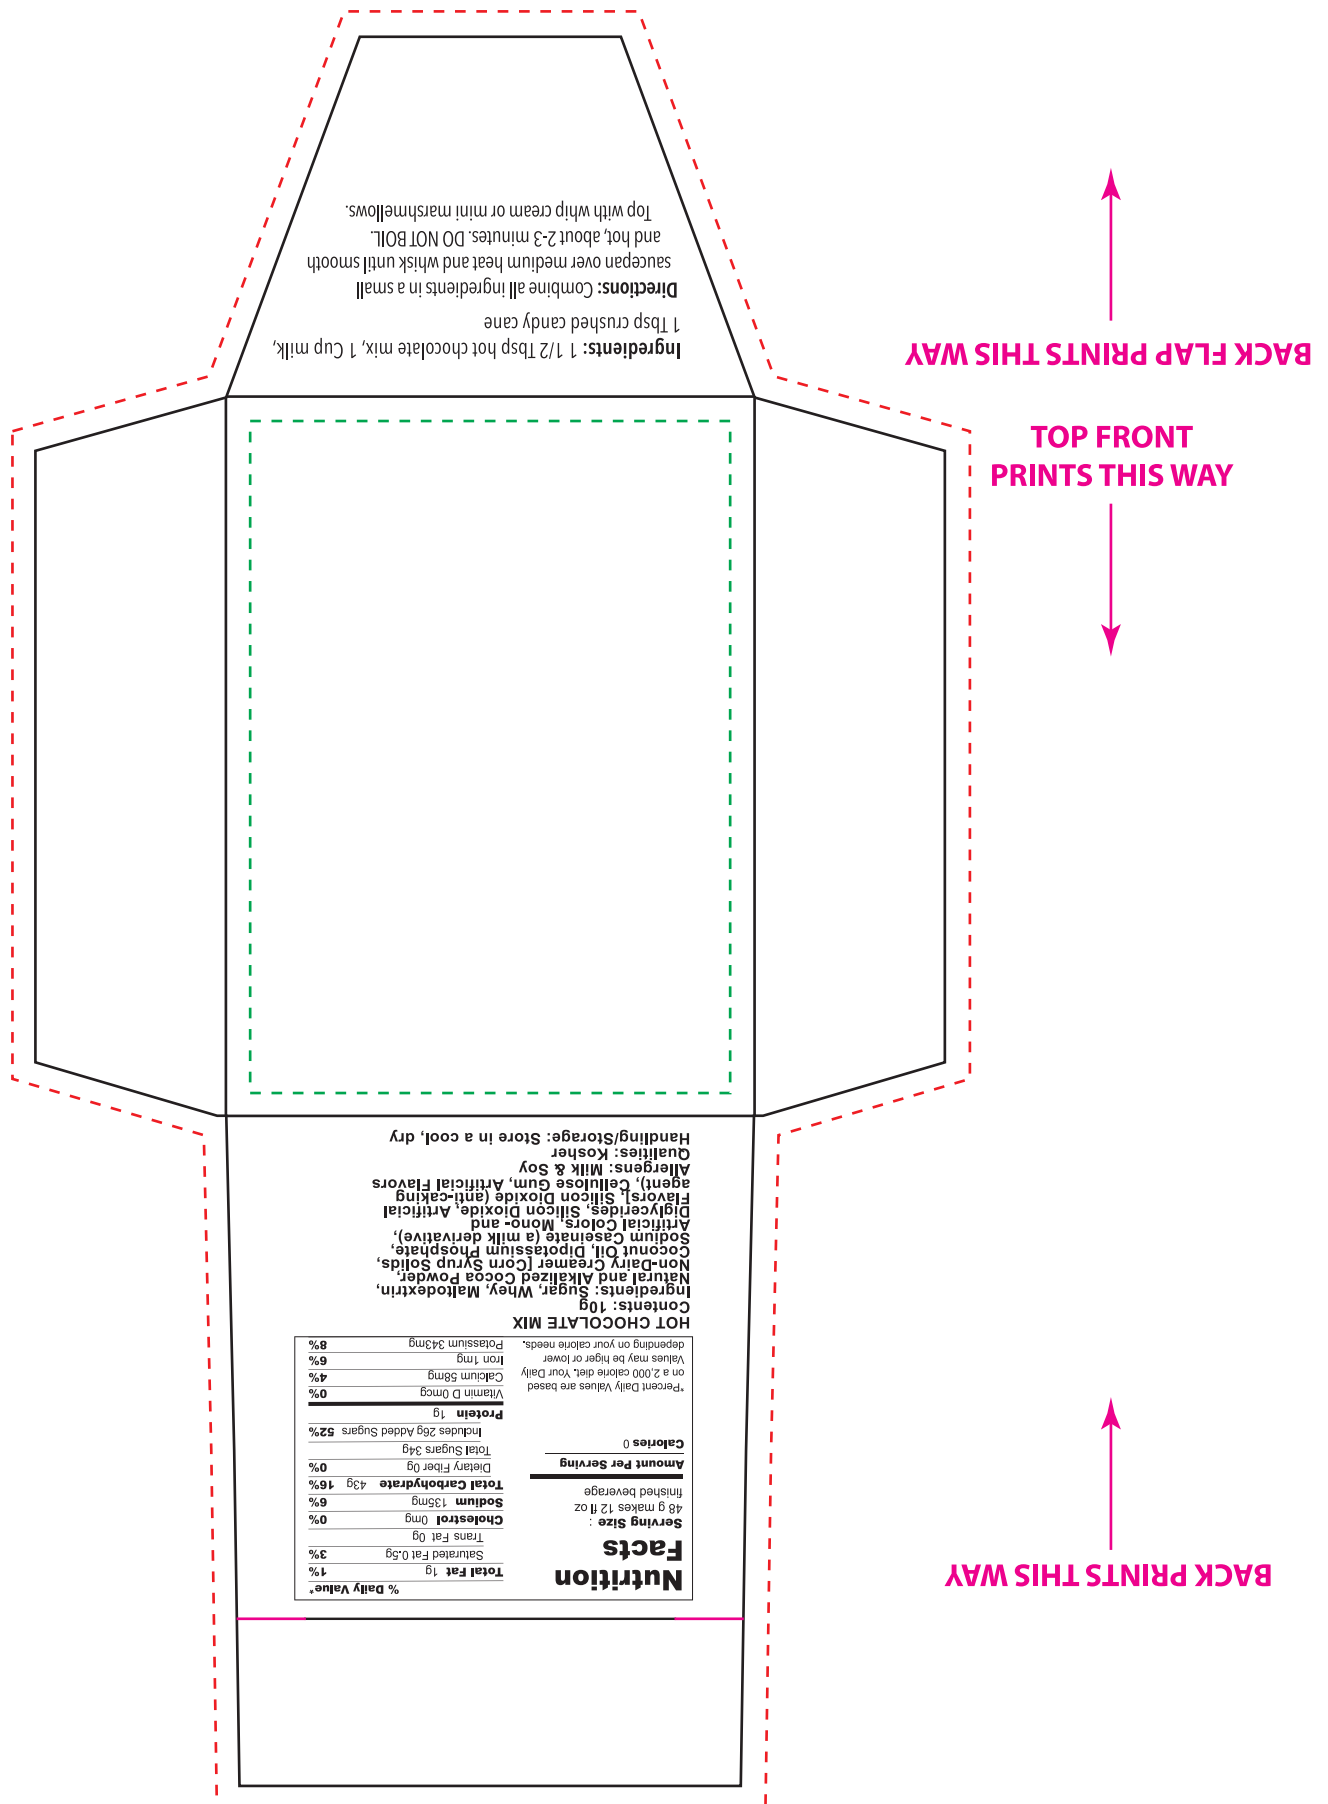 Ingredients: 1 1/2 Tbsp hot chocolate mix, 1 Cup milk,
1 Tbsp crushed candy cane
Directions: Combine all ingredients in a small
saucepan over medium heat and whisk until smooth
and hot, about 2-3 minutes. DO NOT BOIL.
Top with whip cream or mini marshmellows.
BACK FLAP PRINTS THIS WAY
TOP FRONT
PRINTS THIS WAY
Nutrition
Facts
Serving Size :
48 g makes 12 fl oz
finished beverage
Amount Per Serving
Calories 0
*Percent Daily Values are based
on a 2,000 calorie diet. Your Daily
Values may be higer or lower
depending on your calorie needs.
% Daily Value*
Total Fat 1g 1%
Saturated Fat 0.5g 3%
Trans Fat 0g
Cholestrol 0mg 0%
Sodium 135mg 6%
Total Carbohydrate 43g 16%
Dietary Fiber 0g 0%
Total Sugars 34g
Includes 26g Added Sugars 52%
Protein 1g
Vitamin D 0mcg 0%
Calcium 58mg 4%
Iron 1mg 6%
Potassium 343mg 8%
HOT CHOCOLATE MIX
Contents: 10g
Ingredients: Sugar, Whey, Maltodextrin,
Natural and Alkalized Cocoa Powder,
Non-Dairy Creamer [Corn Syrup Solids,
Coconut Oil, Dipotassium Phosphate,
Sodium Caseinate (a milk derivative),
Artificial Colors, Mono- and
Diglycerides, Silicon Dioxide, Artificial
Flavors], Silicon Dioxide (anti-caking
agent), Cellulose Gum, Artificial Flavors
Allergens: Milk & Soy
Qualities: Kosher
Handling/Storage: Store in a cool, dry
BACK PRINTS THIS WAY